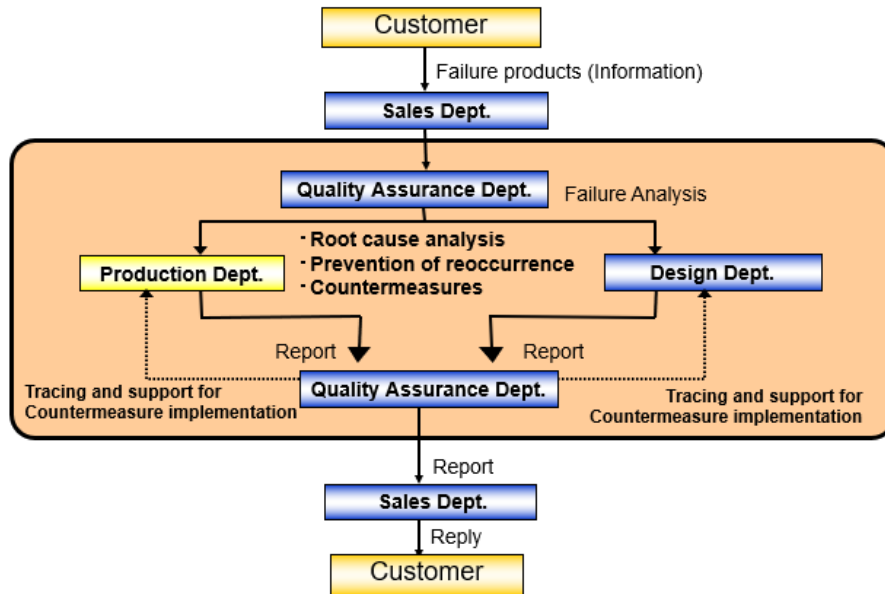 Customer
Failure products (Information)
Sales Dept.
Quality Assurance Dept.
Failure Analysis
- Root cause analysis
- Prevention of reoccurrence
- Countermeasures
Production Dept.
Design Dept.
Report
Report
Quality Assurance Dept.
Tracing and support for
Countermeasure implementation
Tracing and support for
Countermeasure implementation
Report
Sales Dept.
Reply
Customer